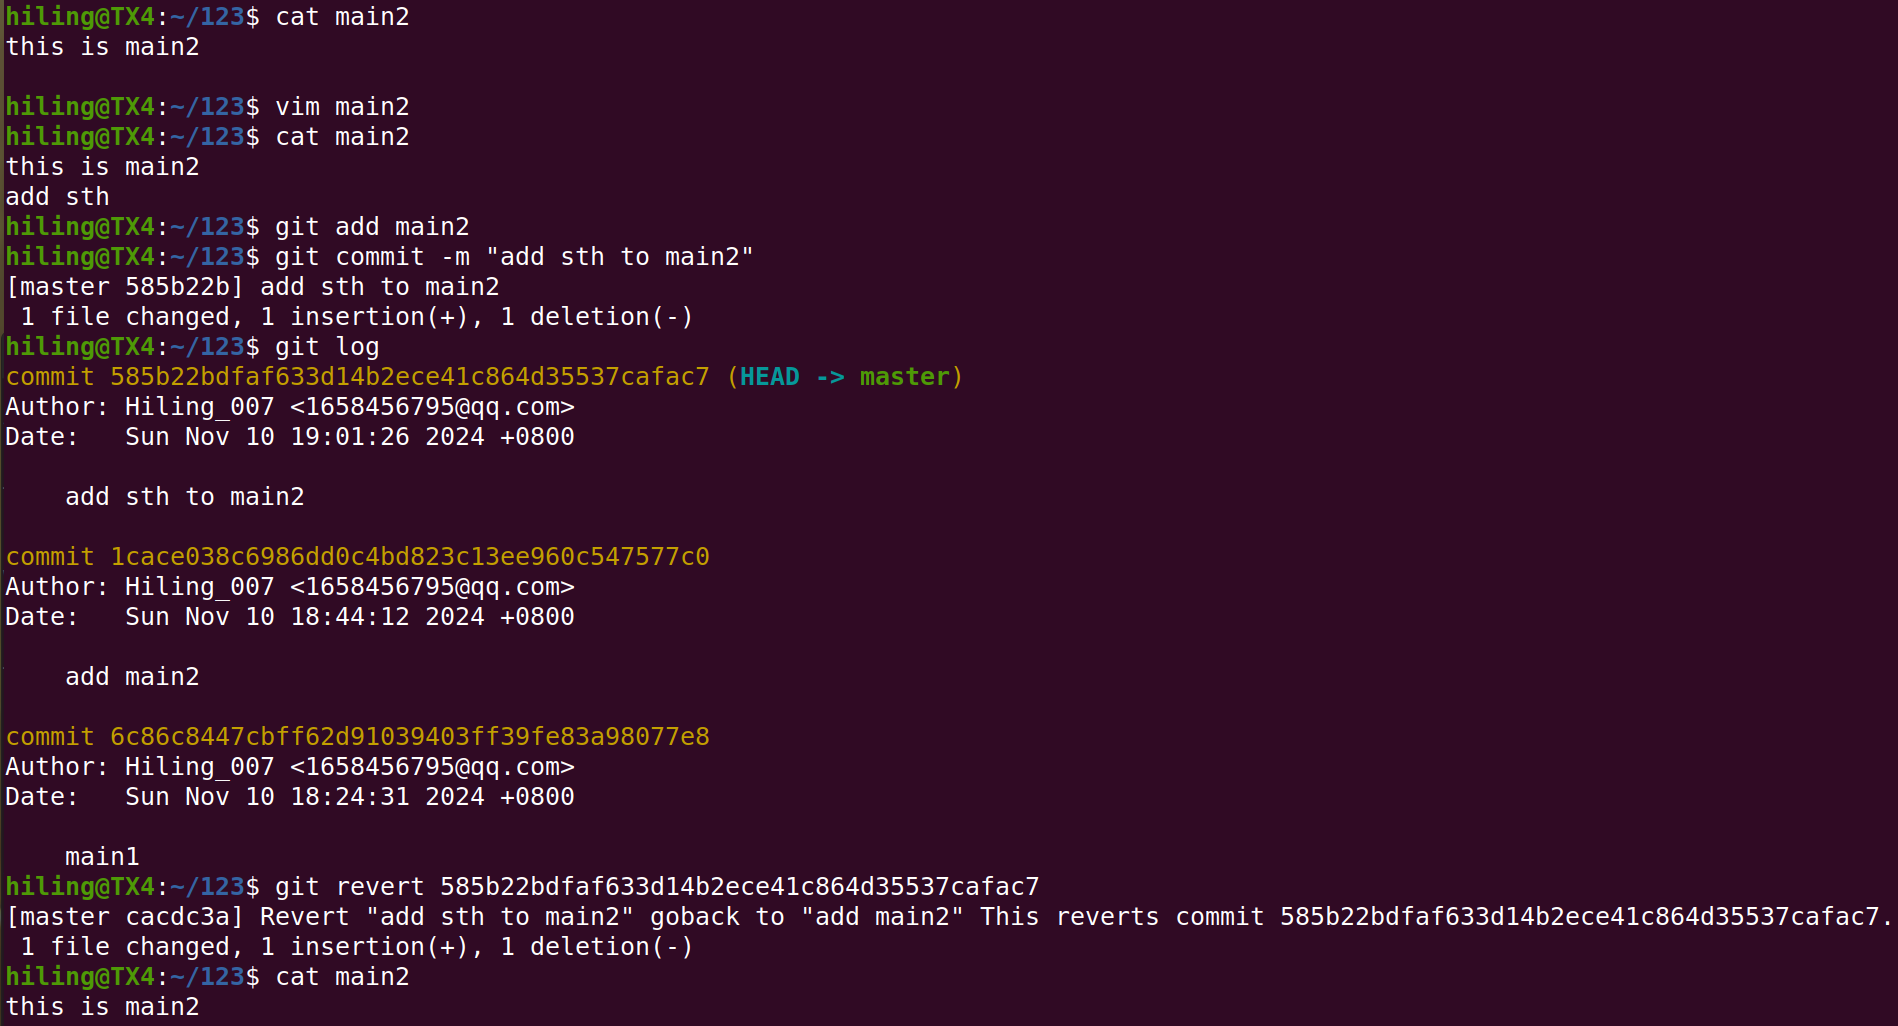 hiling@TX4:~/123$ cat main2
this is main2
hiling@TX4:~/123$ vim main2
hiling@TX4:~/123$ cat main2
this is main2
add sth
hiling@TX4:~/123$ git add main2
hiling@TX4:~/123$ git commit -m "add sth to main2"
[master 585b22b] add sth to main2
 1 file changed, 1 insertion(+), 1 deletion(-)
hiling@TX4:~/123$ git log
commit 585b22bdfaf633d14b2ece41c864d35537cafac7 (HEAD -> master)
Author: Hiling_007 <1658456795@qq.com>
Date:   Sun Nov 10 19:01:26 2024 +0800
    add sth to main2
commit 1cace038c6986dd0c4bd823c13ee960c547577c0
Author: Hiling_007 <1658456795@qq.com>
Date:   Sun Nov 10 18:44:12 2024 +0800
    add main2
commit 6c86c8447cbff62d91039403ff39fe83a98077e8
Author: Hiling_007 <1658456795@qq.com>
Date:   Sun Nov 10 18:24:31 2024 +0800
    main1
hiling@TX4:~/123$ git revert 585b22bdfaf633d14b2ece41c864d35537cafac7
[master cacdc3a] Revert "add sth to main2" goback to "add main2" This reverts commit 585b22bdfaf633d14b2ece41c864d35537cafac7.
 1 file changed, 1 insertion(+), 1 deletion(-)
hiling@TX4:~/123$ cat main2
this is main2